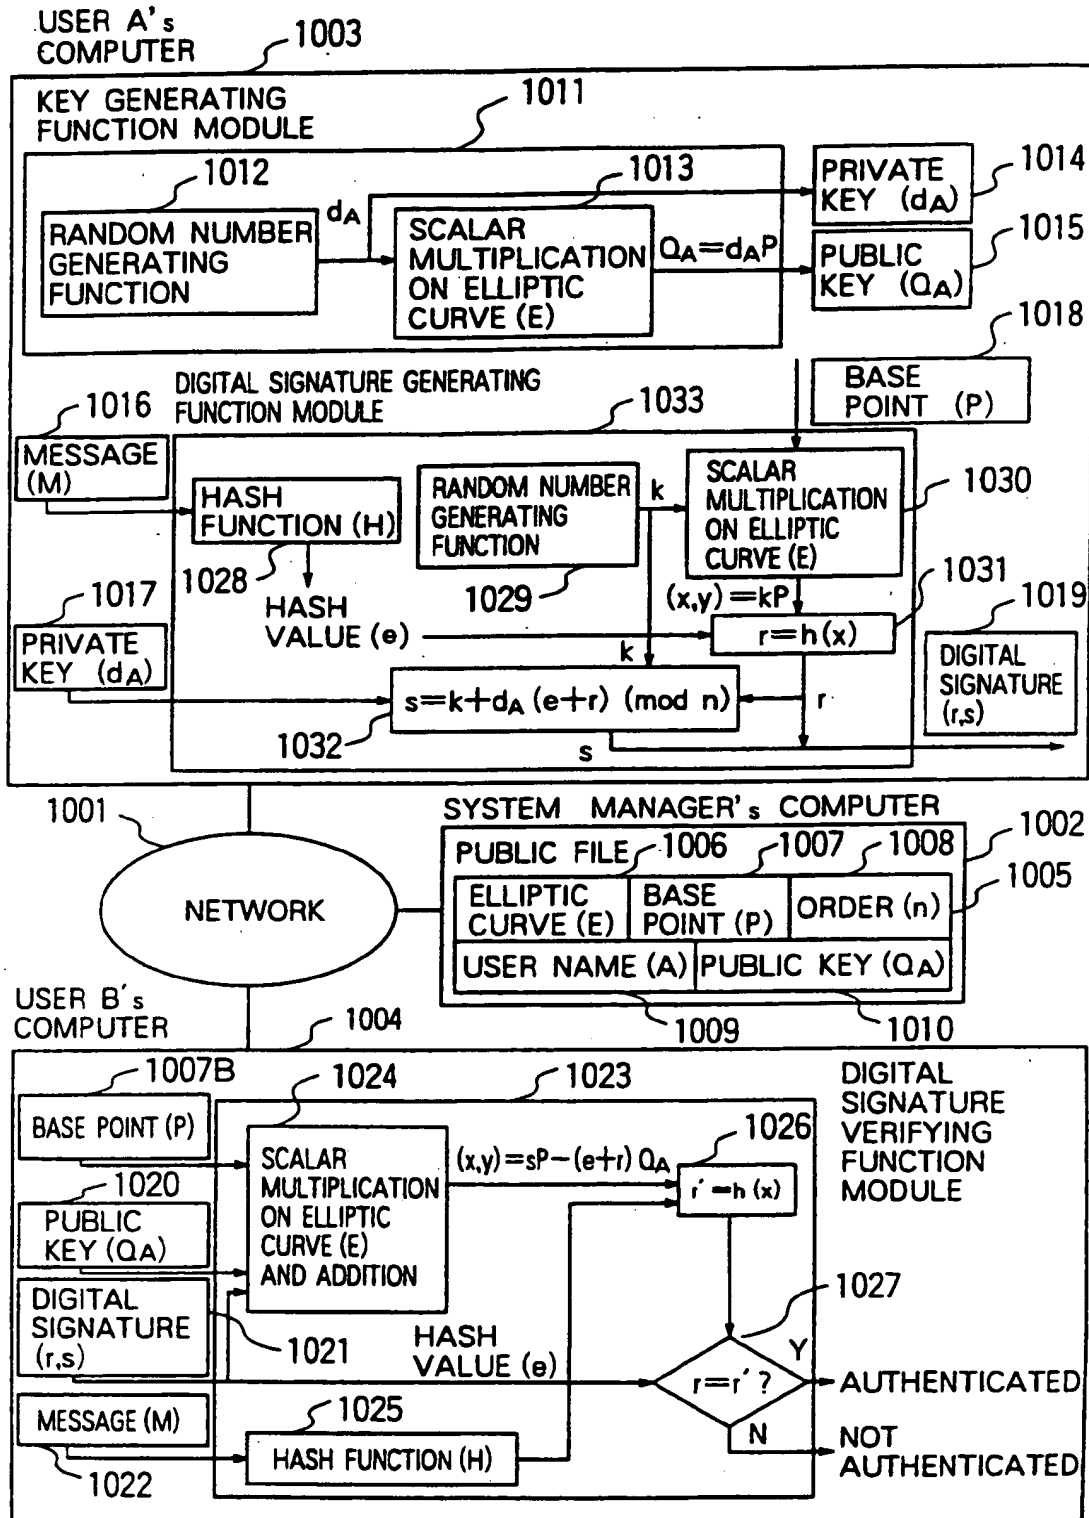 USER A's
COMPUTER
1003
KEY GENERATING
FUNCTION MODULE
1011
1012
1013
1014
RANDOM NUMBER
GENERATING
FUNCTION
dA
SCALAR
MULTIPLICATION
ON ELLIPTIC
CURVE (E)
QA=dAP
PRIVATE
KEY (dA)
1015
PUBLIC
KEY (QA)
1018
BASE
POINT (P)
DIGITAL SIGNATURE GENERATING
FUNCTION MODULE
1033
1016
MESSAGE
(M)
HASH
FUNCTION (H)
1028
RANDOM NUMBER
GENERATING
FUNCTION
1029
k
SCALAR
MULTIPLICATION
ON ELLIPTIC
CURVE (E)
1030
1031
1017
PRIVATE
KEY (dA)
HASH
VALUE (e)
(x,y)=kP
r=h(x)
1019
DIGITAL
SIGNATURE
(r,s)
k
s=k+dA (e+r) (mod n)
1032
r
s
1001
NETWORK
SYSTEM MANAGER's COMPUTER
1002
PUBLIC FILE
1006
1007
1008
1005
ELLIPTIC
CURVE (E)
BASE
POINT (P)
ORDER (n)
USER NAME (A)
PUBLIC KEY (QA)
1009
1010
USER B's
COMPUTER
1004
1007B
1024
1023
DIGITAL
SIGNATURE
VERIFYING
FUNCTION
MODULE
BASE POINT (P)
SCALAR
MULTIPLICATION
ON ELLIPTIC
CURVE (E)
AND ADDITION
(x,y)=sP-(e+r) QA
1026
r'=h(x)
1020
PUBLIC
KEY (QA)
DIGITAL
SIGNATURE
(r,s)
1021
HASH
VALUE (e)
1027
r=r'?
Y
AUTHENTICATED
N
NOT
AUTHENTICATED
MESSAGE (M)
1022
1025
HASH FUNCTION (H)